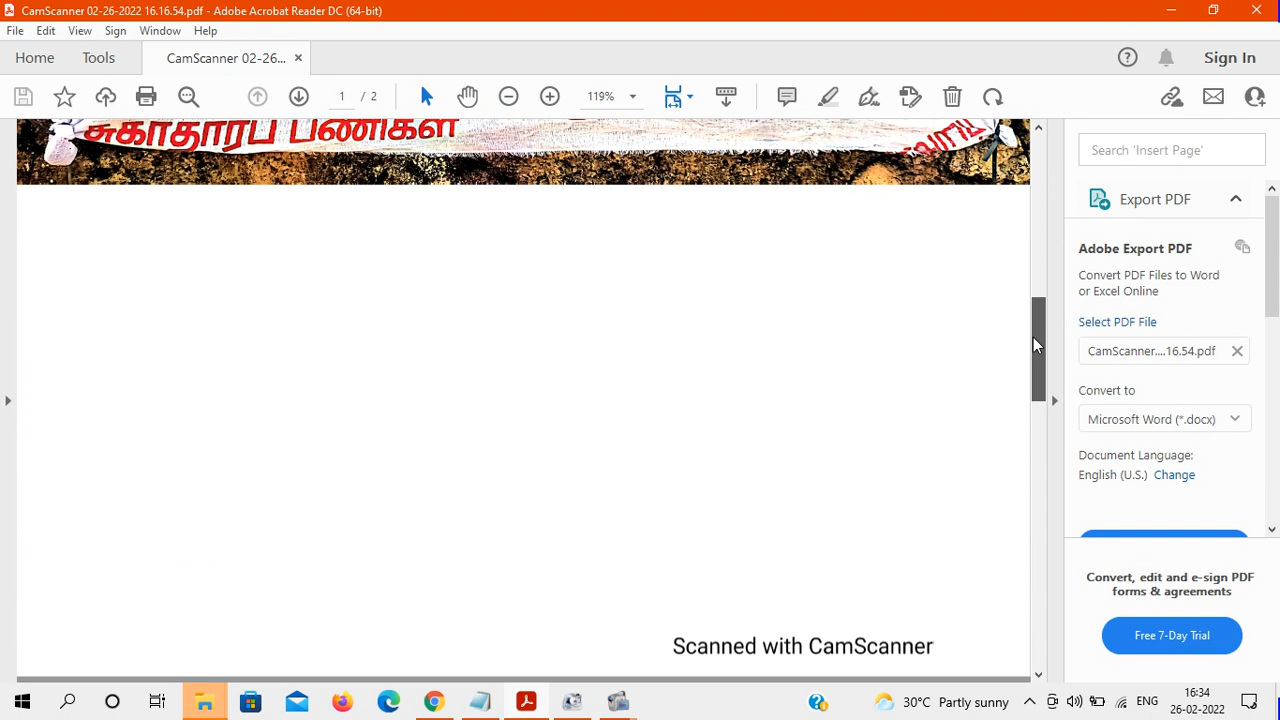 CamScanner 02-26-2022 16.16.54.pdf - Adobe Acrobat Reader DC (64-bit)
File Edit View Sign Window Help
Home Tools CamScanner 02-26... × Sign In
1 / 2 119%
சுகாதாரப் பணிகள்
Search 'Insert Page'
Export PDF
Adobe Export PDF
Convert PDF Files to Word
or Excel Online
Select PDF File
CamScanner....16.54.pdf
Convert to
Microsoft Word (*.docx)
Document Language:
English (U.S.) Change
Convert, edit and e-sign PDF
forms & agreements
Free 7-Day Trial
Scanned with CamScanner
30°C Partly sunny ENG 16:34
26-02-2022